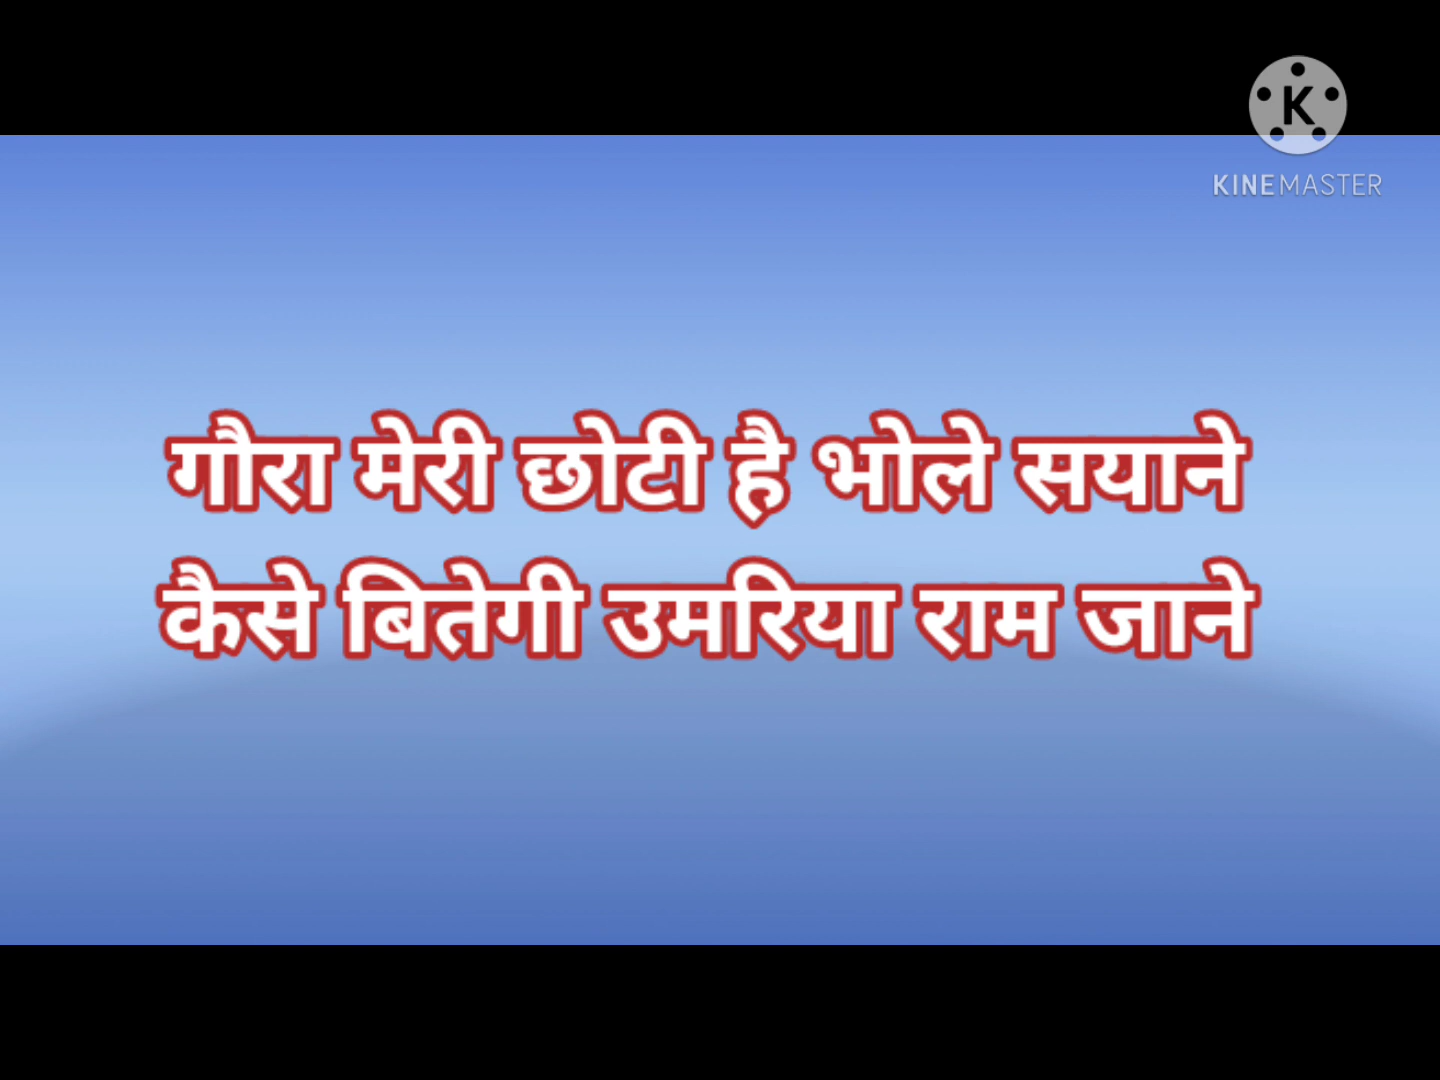 K
KINEMASTER
गौरा मेरी छोटी है भोले सयाने
कैसे बितेगी उमरिया राम जाने